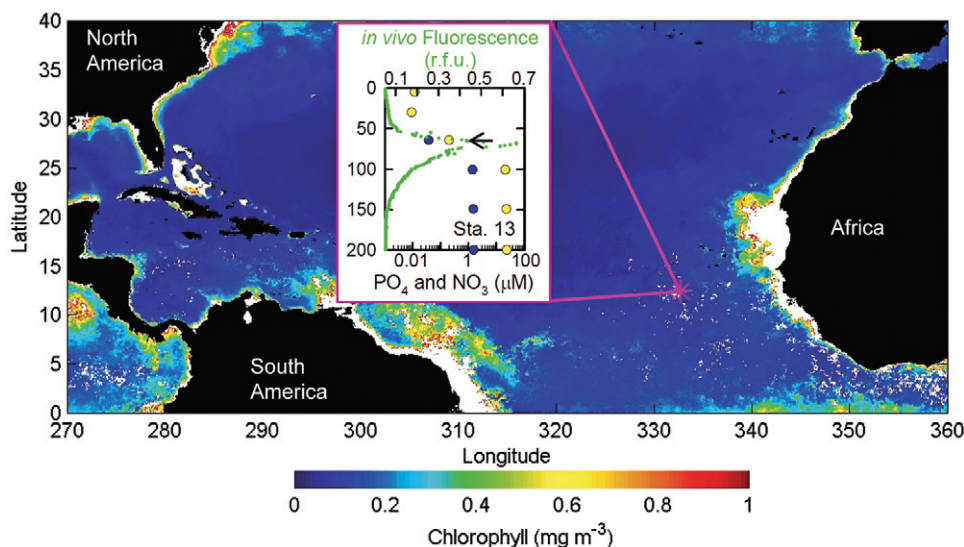 40
35
30
25
20
15
10
5
0
Latitude
North
America
in vivo Fluorescence
(r.f.u.)
0.1 0.3 0.5 0.7
0
50
100
150
200
Sta. 13
0.01 1 100
PO4 and NO3 (μM)
Africa
South
America
270 280 290 300 310 320 330 340 350 360
Longitude
0 0.2 0.4 0.6 0.8 1
Chlorophyll (mg m⁻³)